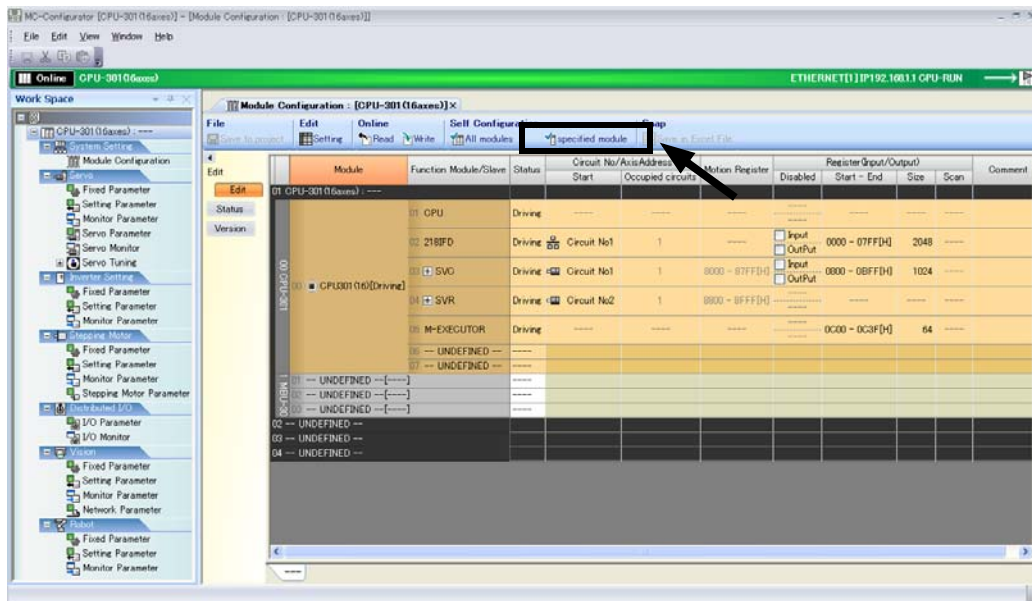 MC-Configurator [CPU-301(16axes)] - [Module Configuration : [CPU-301(16axes)]]
File Edit View Window Help
Online CPU-301(16axes) ETHERNET[1] IP192.168.1.1 CPU-RUN
Work Space
CPU-301(16axes) : ----
System Setting
Module Configuration
Servo
Fixed Parameter
Setting Parameter
Monitor Parameter
Servo Parameter
Servo Monitor
Servo Tuning
Inverter Setting
Fixed Parameter
Setting Parameter
Monitor Parameter
Stepping Motor
Fixed Parameter
Setting Parameter
Monitor Parameter
Stepping Motor Parameter
Distributed I/O
I/O Parameter
I/O Monitor
Vision
Fixed Parameter
Setting Parameter
Monitor Parameter
Network Parameter
Robot
Fixed Parameter
Setting Parameter
Monitor Parameter
Module Configuration : [CPU-301(16axes)] ×
File Edit Online Self Configuration Snap
Save to project Setting Read Write All modules specified module Save in Excel File
Edit
Edit
Status
Version
Module Function Module/Slave Status Circuit No/AxisAddress Motion Register Register(Input/Output) Comment
Start Occupied circuits Disabled Start - End Size Scan
01 CPU-301(16axes) : ----
00 CPU-301
00 CPU301(16)[Driving]
01 CPU Driving ---- ---- ---- ---- ---- ---- ----
02 218IFD Driving Circuit No1 1 ---- Input OutPut 0000 - 07FF[H] 2048 ----
03 + SVC Driving Circuit No1 1 8000 - 87FF[H] Input OutPut 0800 - 0BFF[H] 1024 ----
04 + SVR Driving Circuit No2 1 8800 - 8FFF[H] ---- ---- ---- ----
05 M-EXECUTOR Driving ---- ---- ---- ---- 0C00 - 0C3F[H] 64 ----
06 -- UNDEFINED -- ----
07 -- UNDEFINED -- ----
01 -- UNDEFINED --[----] ----
02 -- UNDEFINED --[----] ----
03 -- UNDEFINED --[----] ----
02 -- UNDEFINED --
03 -- UNDEFINED --
04 -- UNDEFINED --
----